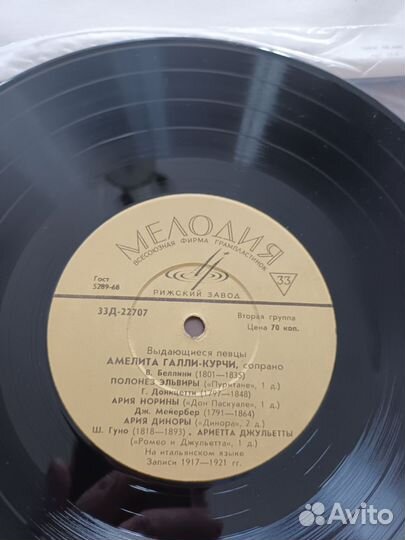 МЕЛОДИЯ
ВСЕСОЮЗНАЯ ФИРМА ГРАМПЛАСТИНОК
33
Гост
5289-68
РИЖСКИЙ ЗАВОД
33Д-22707
Вторая группа
Цена 70 коп.
Выдающиеся певцы
АМЕЛИТА ГАЛЛИ-КУРЧИ, сопрано
В. Беллини (1801—1835)
ПОЛОНЕЗ ЭЛЬВИРЫ («Пуритане», 1 д.)
Г. Доницетти (1797—1848)
АРИЯ НОРИНЫ («Дон Паскуале», 1 д.)
Дж. Мейербер (1791—1864)
АРИЯ ДИНОРЫ («Динора», 2 д.)
Ш. Гуно (1818—1893), АРИЕТТА ДЖУЛЬЕТТЫ
(«Ромео и Джульетта», 1 д.)
На итальянском языке
Записи 1917—1921 гг.
Avito